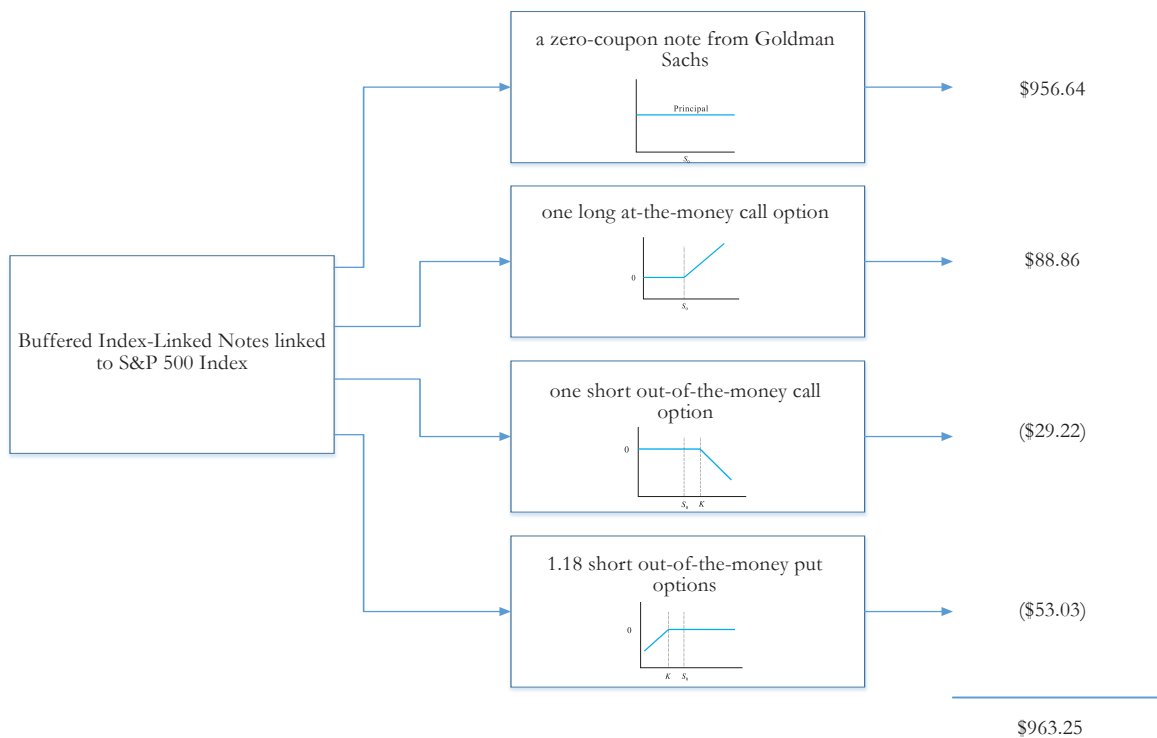 a zero-coupon note from Goldman
Sachs
Principal
S₀
$956.64
one long at-the-money call option
0
S₀
$88.86
Buffered Index-Linked Notes linked
to S&P 500 Index
one short out-of-the-money call
option
0
S₀ K
($29.22)
1.18 short out-of-the-money put
options
0
K S₀
($53.03)
$963.25